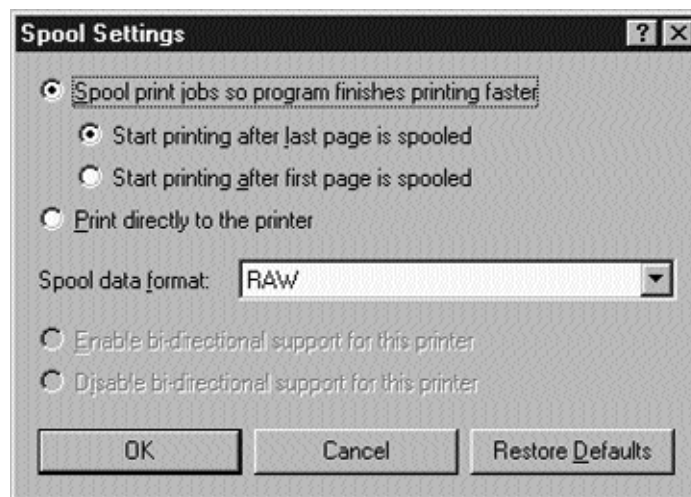 Spool Settings
Spool print jobs so program finishes printing faster
Start printing after last page is spooled
Start printing after first page is spooled
Print directly to the printer
Spool data format: RAW
Enable bi-directional support for this printer
Disable bi-directional support for this printer
OK Cancel Restore Defaults